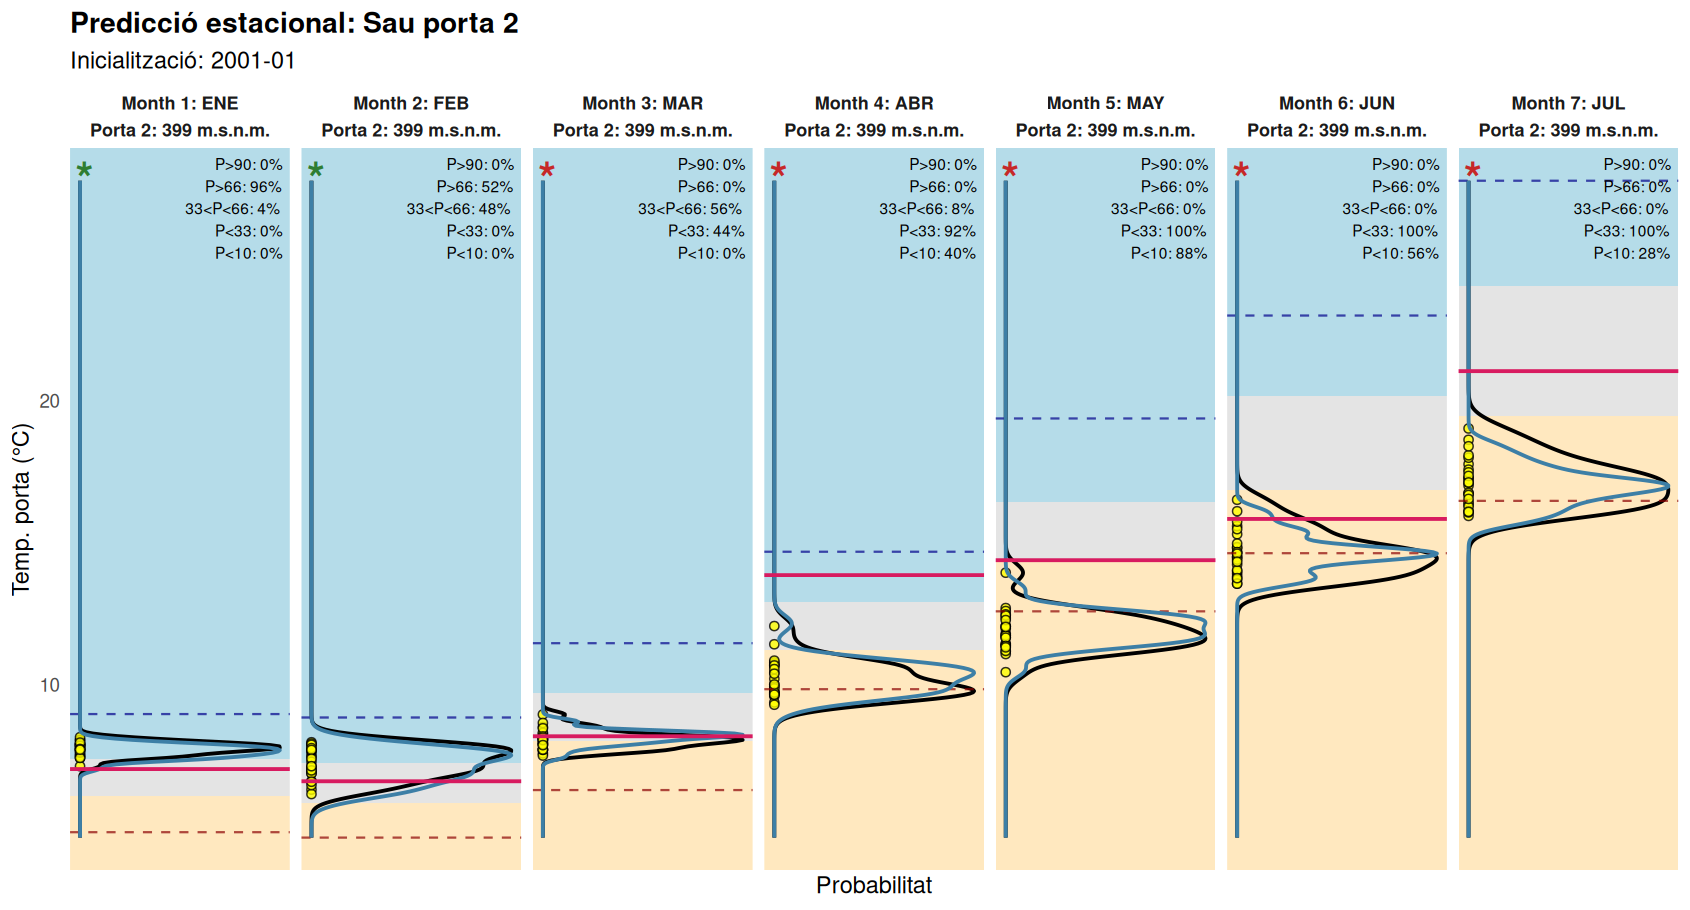 Predicció estacional: Sau porta 2
Inicialització: 2001-01
Month 1: ENE
Porta 2: 399 m.s.n.m.
Month 2: FEB
Porta 2: 399 m.s.n.m.
Month 3: MAR
Porta 2: 399 m.s.n.m.
Month 4: ABR
Porta 2: 399 m.s.n.m.
Month 5: MAY
Porta 2: 399 m.s.n.m.
Month 6: JUN
Porta 2: 399 m.s.n.m.
Month 7: JUL
Porta 2: 399 m.s.n.m.
*
P>90: 0%
P>66: 96%
33<P<66: 4%
P<33: 0%
P<10: 0%
*
P>90: 0%
P>66: 52%
33<P<66: 48%
P<33: 0%
P<10: 0%
*
P>90: 0%
P>66: 0%
33<P<66: 56%
P<33: 44%
P<10: 0%
*
P>90: 0%
P>66: 0%
33<P<66: 8%
P<33: 92%
P<10: 40%
*
P>90: 0%
P>66: 0%
33<P<66: 0%
P<33: 100%
P<10: 88%
*
P>90: 0%
P>66: 0%
33<P<66: 0%
P<33: 100%
P<10: 56%
*
P>90: 0%
P>66: 0%
33<P<66: 0%
P<33: 100%
P<10: 28%
20
10
Temp. porta (°C)
Probabilitat